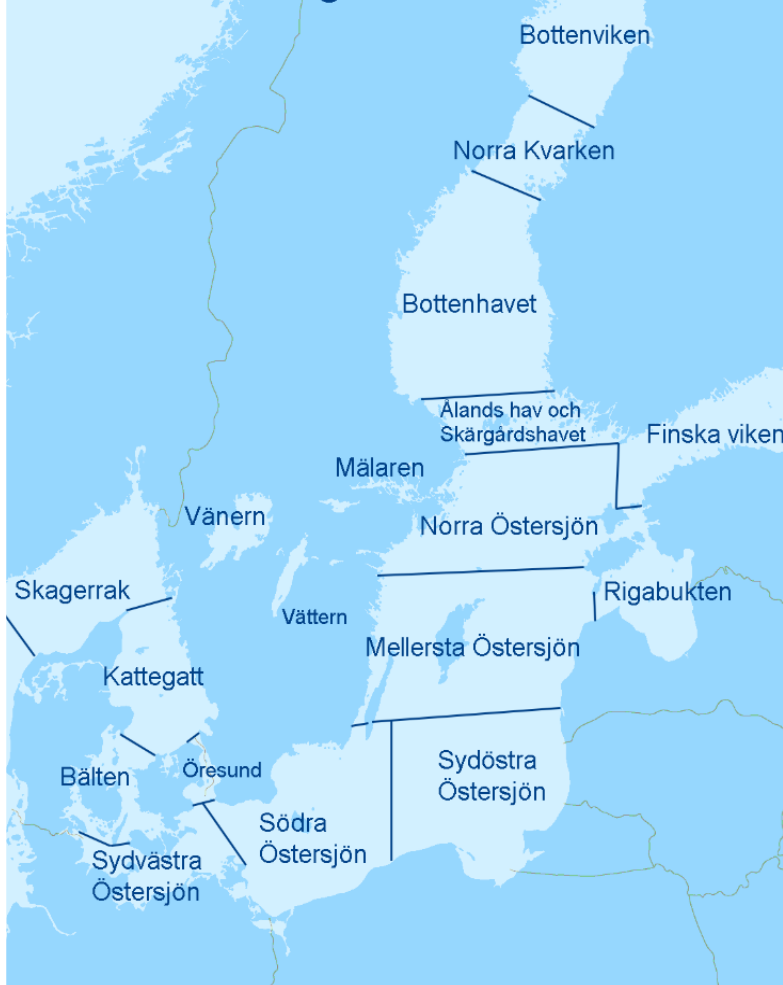 Bottenviken
Norra Kvarken
Bottenhavet
Ålands hav och
Skärgårdshavet
Finska viken
Mälaren
Vänern
Norra Östersjön
Skagerrak
Rigabukten
Vättern
Mellersta Östersjön
Kattegatt
Bälten
Öresund
Sydöstra
Östersjön
Södra
Östersjön
Sydvästra
Östersjön